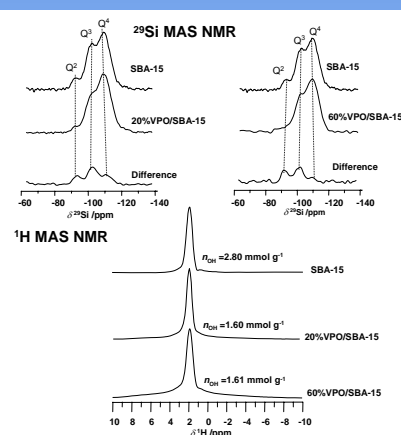 ²⁹Si MAS NMR
Q² Q³ Q⁴
SBA-15
20%VPO/SBA-15
Difference
-60 -80 -100 -120 -140
δ²⁹Si /ppm
Q² Q³ Q⁴
SBA-15
60%VPO/SBA-15
Difference
-60 -80 -100 -120 -140
δ²⁹Si /ppm
¹H MAS NMR
nOH =2.80 mmol g⁻¹
SBA-15
nOH =1.60 mmol g⁻¹
20%VPO/SBA-15
nOH =1.61 mmol g⁻¹
60%VPO/SBA-15
10 8 6 4 2 0 -2 -4 -6 -8 -10
δ¹H /ppm